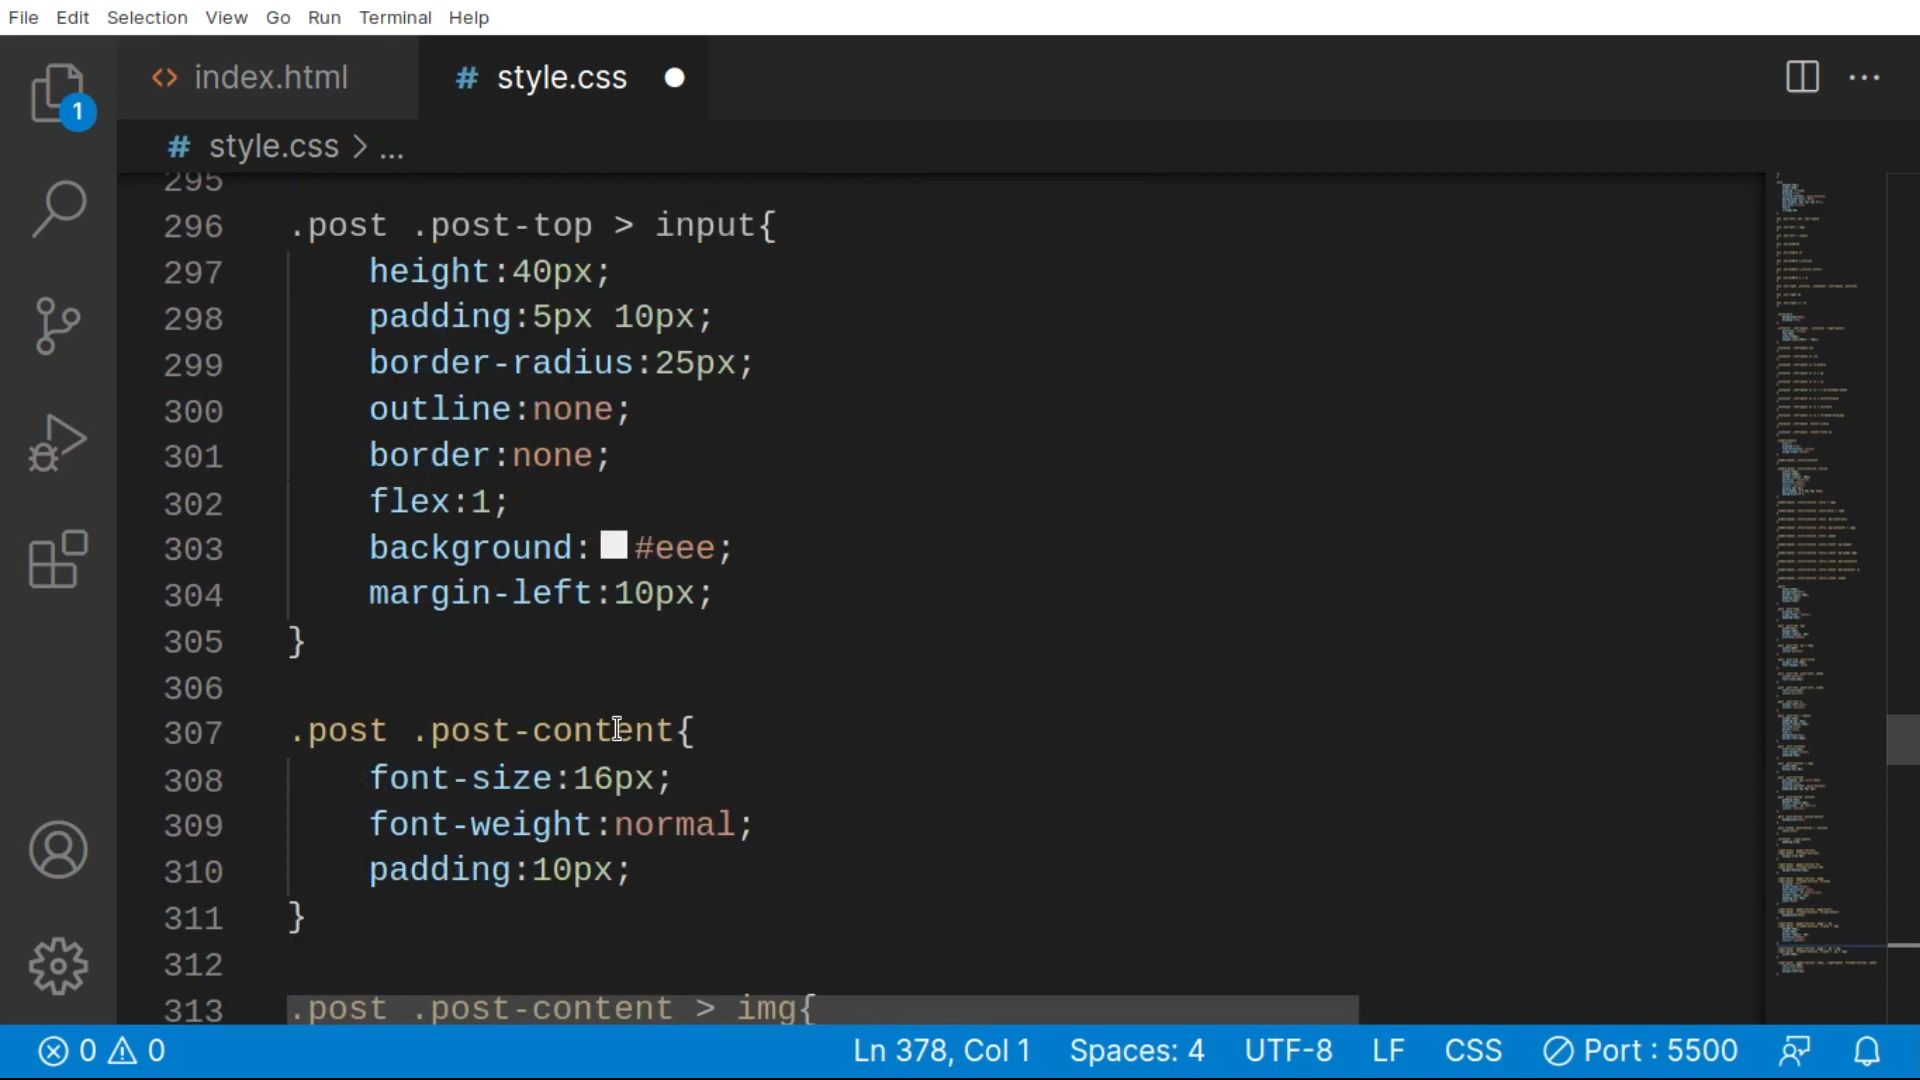 File Edit Selection View Go Run Terminal Help
<> index.html # style.css
1
# style.css > ...
295
296 .post .post-top > input{
297 height:40px;
298 padding:5px 10px;
299 border-radius:25px;
300 outline:none;
301 border:none;
302 flex:1;
303 background: #eee;
304 margin-left:10px;
305 }
306
307 .post .post-content{
308 font-size:16px;
309 font-weight:normal;
310 padding:10px;
311 }
312
313 .post .post-content > img{
0 0 Ln 378, Col 1 Spaces: 4 UTF-8 LF CSS Port : 5500